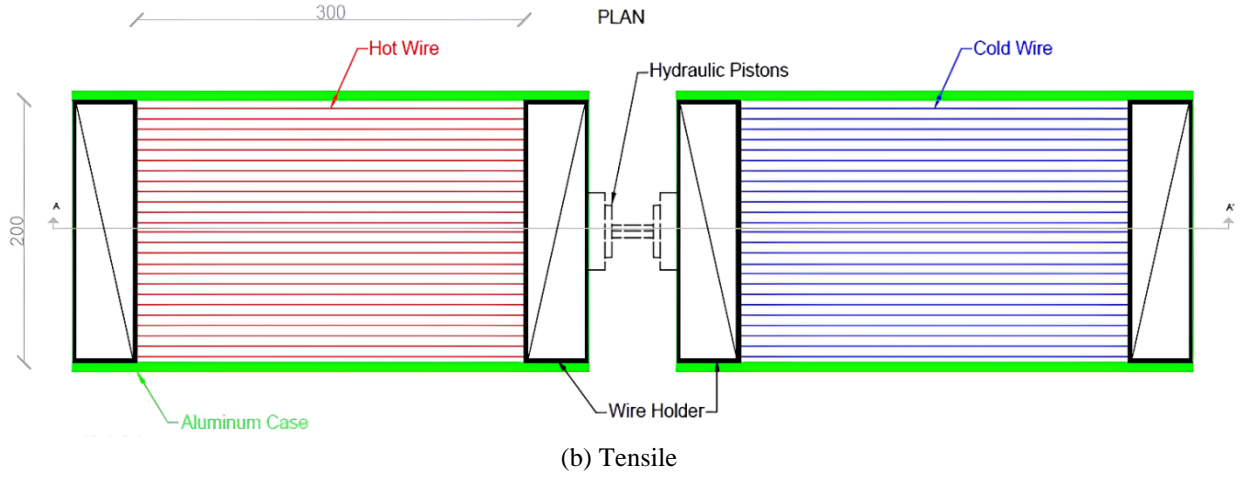 300
PLAN
Hot Wire
Cold Wire
Hydraulic Pistons
200
A
A'
Wire Holder
Aluminum Case
(b) Tensile